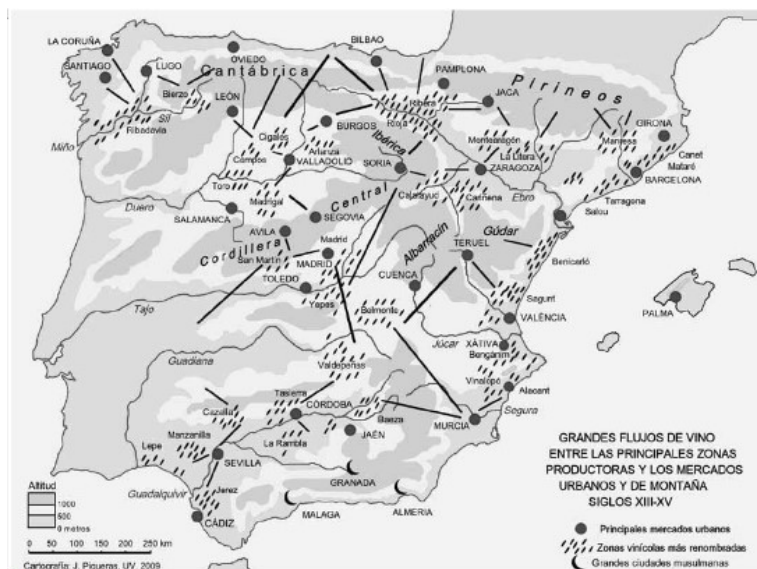 LA CORUÑA
SANTIAGO
LUGO
OVIEDO
BILBAO
PAMPLONA
JACA
GIRONA
Cantábrica
Pirineos
Bierzo
LEÓN
Sil
Ribadavia
Miño
Cigales
BURGOS
Rioja
Ribera
Ibérica
Montearagón
La Litera
Manresa
Canet
Mataró
BARCELONA
Campos
Arlanza
VALLADOLID
SORIA
ZARAGOZA
Toro
Madrigal
Calatayud
Cariñena
Ebro
Tarragona
Salou
Duero
SALAMANCA
SEGOVIA
Central
AVILA
Cordillera
San Martín
Madrid
MADRID
Albarracín
Gúdar
TERUEL
Benicarló
TOLEDO
Yepes
CUENCA
Tajo
Belmonte
Sagunt
VALÈNCIA
PALMA
Júcar
XÀTIVA
Guadiana
Valdepeñas
Vinalopó
Alacant
Segura
Cazalla
CÓRDOBA
Baeza
MURCIA
Manzanilla
La Rambla
JAÉN
Lepe
SEVILLA
GRANADA
Guadalquivir
Jerez
MALAGA
ALMERIA
CÁDIZ
GRANDES FLUJOS DE VINO
ENTRE LAS PRINCIPALES ZONAS
PRODUCTORAS Y LOS MERCADOS
URBANOS Y DE MONTAÑA
SIGLOS XIII-XV
Principales mercados urbanos
Zonas vinícolas más renombradas
Grandes ciudades musulmanas
Altitud
1000
500
0 metros
0 50 100 150 200 250 km
Cartografía: J. Piqueras, UV, 2009